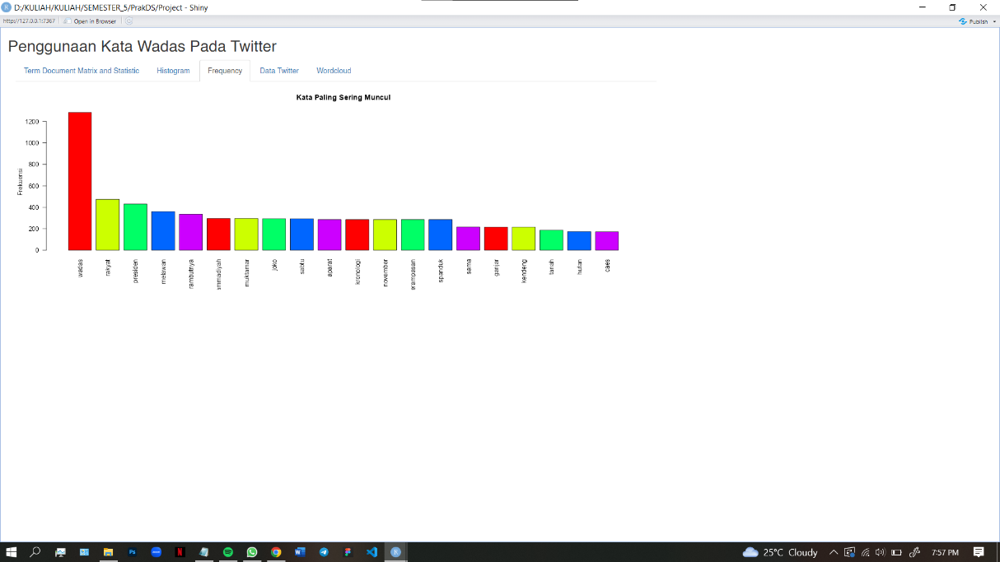 D:/KULIAH/KULIAH/SEMESTER_5/PrakDS/Project - Shiny
http://127.0.0.1:7367 Open in Browser Publish
Penggunaan Kata Wadas Pada Twitter
Term Document Matrix and Statistic Histogram Frequency Data Twitter Wordcloud
Kata Paling Sering Muncul
Frekuensi
1200
1000
800
600
400
200
0
wadas
rakyat
presiden
melawan
rambutnya
ammadiyah
muktamar
joko
sabtu
aparat
kronologi
november
erampasan
spanduk
sama
ganjar
kendeng
tanah
hutan
caes
25°C Cloudy 7:57 PM